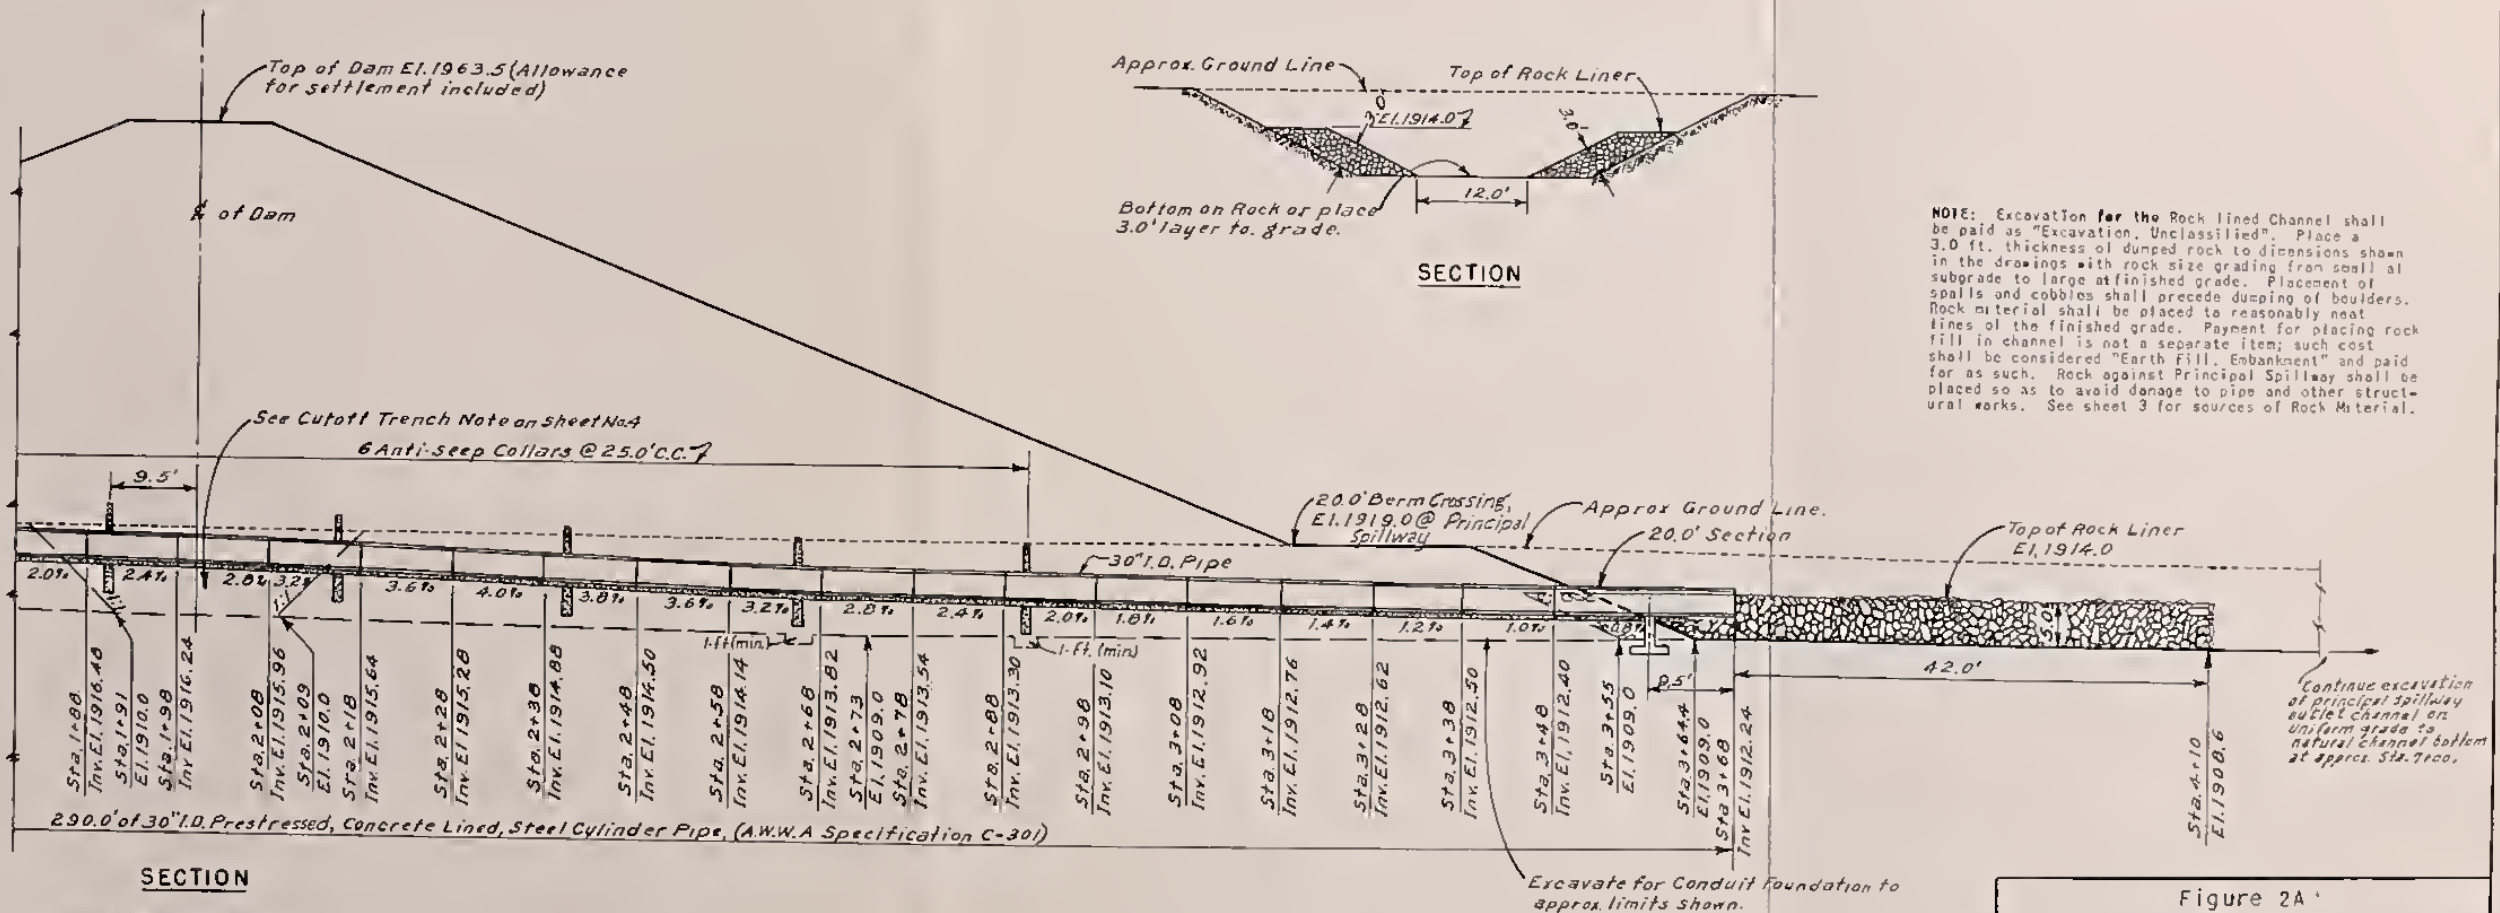 Top of Dam El.1963.5 (Allowance
for settlement included)
℄ of Dam
Approx. Ground Line
Top of Rock Liner
El.1914.0
3.0'
3.0'
12.0'
Bottom on Rock or place
3.0' layer to grade.
SECTION
NOTE: Excavation for the Rock lined Channel shall
be paid as "Excavation, Unclassified". Place a
3.0 ft. thickness of dumped rock to dimensions shown
in the drawings with rock size grading from small at
subgrade to large at finished grade. Placement of
spalls and cobbles shall precede dumping of boulders.
Rock material shall be placed to reasonably neat
lines of the finished grade. Payment for placing rock
fill in channel is not a separate item; such cost
shall be considered "Earth Fill, Embankment" and paid
for as such. Rock against Principal Spillway shall be
placed so as to avoid damage to pipe and other struct-
ural works. See sheet 3 for sources of Rock Material.
See Cutoff Trench Note on Sheet No.4
6 Anti-Seep Collars @ 25.0' C.C.
9.5'
20.0' Berm Crossing,
El.1919.0 @ Principal
Spillway
Approx Ground Line.
20.0' Section
Top of Rock Liner
El.1914.0
30" I.D. Pipe
2.0%
2.4%
2.8%
3.2%
3.6%
4.0%
3.8%
3.6%
3.2%
2.8%
2.4%
2.0%
1.8%
1.6%
1.4%
1.2%
1.0%
.8%
1:1
1:1
1-ft (min.)
1-ft. (min)
5.0'
9.5'
42.0'
Sta.1+88
Inv.El.1916.48
Sta.1+91
El.1910.0
Sta.1+98
Inv El.1916.24
Sta.2+08
Inv.El.1915.96
Sta.2+09
El.1910.0
Sta.2+18
Inv.El.1915.64
Sta.2+28
Inv.El.1915.28
Sta.2+38
Inv.El.1914.88
Sta.2+48
Inv.El.1914.50
Sta.2+58
Inv.El.1914.14
Sta.2+68
Inv.El.1913.82
Sta.2+73
El.1909.0
Sta.2+78
Inv.El.1913.54
Sta.2+88
Inv.El.1913.30
Sta.2+98
Inv.El.1913.10
Sta.3+08
Inv.El.1912.92
Sta.3+18
Inv.El.1912.76
Sta.3+28
Inv.El.1912.62
Sta.3+38
Inv.El.1912.50
Sta.3+48
Inv.El.1912.40
Sta.3+55
El.1909.0
Sta.3+64.4
El.1909.0
Sta 3+68
Inv El.1912.24
Sta.4+10
El.1908.6
Continue excavation
of principal spillway
outlet channel on
uniform grade to
natural channel bottom
at approx. Sta. 7+00.
290.0' of 30" I.D. Prestressed, Concrete Lined, Steel Cylinder Pipe, (A.W.W.A Specification C-301)
SECTION
Excavate for Conduit Foundation to
approx. limits shown.
Figure 2A